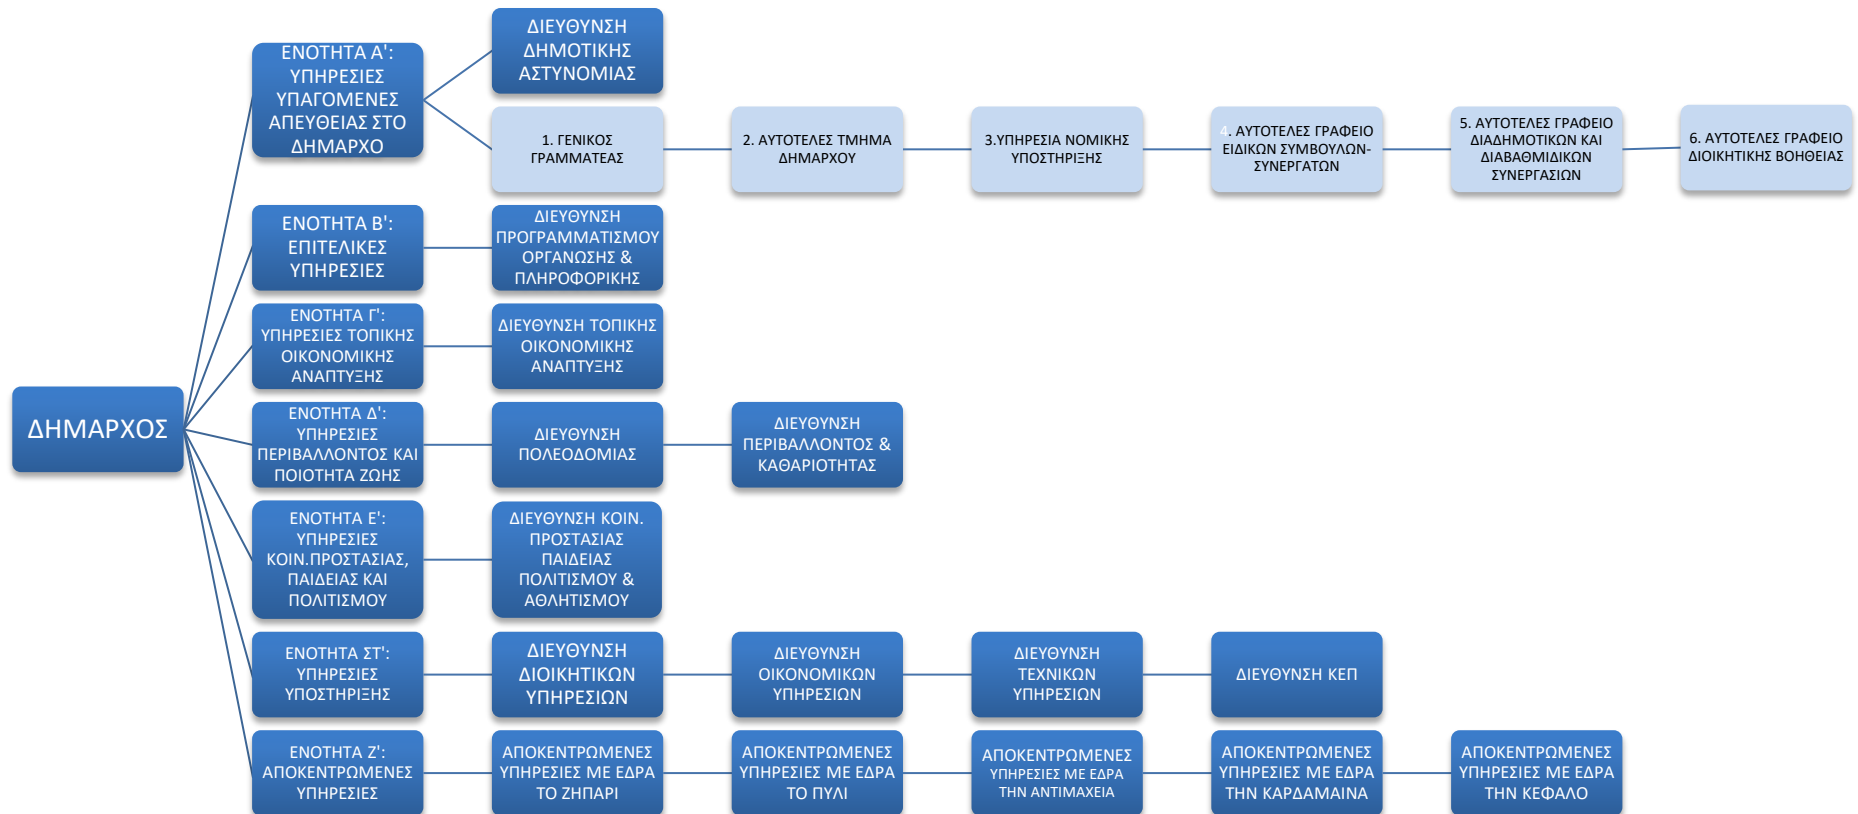 ΔΗΜΑΡΧΟΣ
ΕΝΟΤΗΤΑ Α':
ΥΠΗΡΕΣΙΕΣ
ΥΠΑΓΟΜΕΝΕΣ
ΑΠΕΥΘΕΙΑΣ ΣΤΟ
ΔΗΜΑΡΧΟ
ΔΙΕΥΘΥΝΣΗ
ΔΗΜΟΤΙΚΗΣ
ΑΣΤΥΝΟΜΙΑΣ
1. ΓΕΝΙΚΟΣ
ΓΡΑΜΜΑΤΕΑΣ
2. ΑΥΤΟΤΕΛΕΣ ΤΜΗΜΑ
ΔΗΜΑΡΧΟΥ
3.ΥΠΗΡΕΣΙΑ ΝΟΜΙΚΗΣ
ΥΠΟΣΤΗΡΙΞΗΣ
4. ΑΥΤΟΤΕΛΕΣ ΓΡΑΦΕΙΟ
ΕΙΔΙΚΩΝ ΣΥΜΒΟΥΛΩΝ-
ΣΥΝΕΡΓΑΤΩΝ
5. ΑΥΤΟΤΕΛΕΣ ΓΡΑΦΕΙΟ
ΔΙΑΔΗΜΟΤΙΚΩΝ ΚΑΙ
ΔΙΑΒΑΘΜΙΔΙΚΩΝ
ΣΥΝΕΡΓΑΣΙΩΝ
6. ΑΥΤΟΤΕΛΕΣ ΓΡΑΦΕΙΟ
ΔΙΟΙΚΗΤΙΚΗΣ ΒΟΗΘΕΙΑΣ
ΕΝΟΤΗΤΑ Β':
ΕΠΙΤΕΛΙΚΕΣ
ΥΠΗΡΕΣΙΕΣ
ΔΙΕΥΘΥΝΣΗ
ΠΡΟΓΡΑΜΜΑΤΙΣΜΟΥ
ΟΡΓΑΝΩΣΗΣ &
ΠΛΗΡΟΦΟΡΙΚΗΣ
ΕΝΟΤΗΤΑ Γ':
ΥΠΗΡΕΣΙΕΣ ΤΟΠΙΚΗΣ
ΟΙΚΟΝΟΜΙΚΗΣ
ΑΝΑΠΤΥΞΗΣ
ΔΙΕΥΘΥΝΣΗ ΤΟΠΙΚΗΣ
ΟΙΚΟΝΟΜΙΚΗΣ
ΑΝΑΠΤΥΞΗΣ
ΕΝΟΤΗΤΑ Δ':
ΥΠΗΡΕΣΙΕΣ
ΠΕΡΙΒΑΛΛΟΝΤΟΣ ΚΑΙ
ΠΟΙΟΤΗΤΑ ΖΩΗΣ
ΔΙΕΥΘΥΝΣΗ
ΠΟΛΕΟΔΟΜΙΑΣ
ΔΙΕΥΘΥΝΣΗ
ΠΕΡΙΒΑΛΛΟΝΤΟΣ &
ΚΑΘΑΡΙΟΤΗΤΑΣ
ΕΝΟΤΗΤΑ Ε':
ΥΠΗΡΕΣΙΕΣ
ΚΟΙΝ.ΠΡΟΣΤΑΣΙΑΣ,
ΠΑΙΔΕΙΑΣ ΚΑΙ
ΠΟΛΙΤΙΣΜΟΥ
ΔΙΕΥΘΥΝΣΗ ΚΟΙΝ.
ΠΡΟΣΤΑΣΙΑΣ
ΠΑΙΔΕΙΑΣ
ΠΟΛΙΤΙΣΜΟΥ &
ΑΘΛΗΤΙΣΜΟΥ
ΕΝΟΤΗΤΑ ΣΤ':
ΥΠΗΡΕΣΙΕΣ
ΥΠΟΣΤΗΡΙΞΗΣ
ΔΙΕΥΘΥΝΣΗ
ΔΙΟΙΚΗΤΙΚΩΝ
ΥΠΗΡΕΣΙΩΝ
ΔΙΕΥΘΥΝΣΗ
ΟΙΚΟΝΟΜΙΚΩΝ
ΥΠΗΡΕΣΙΩΝ
ΔΙΕΥΘΥΝΣΗ
ΤΕΧΝΙΚΩΝ
ΥΠΗΡΕΣΙΩΝ
ΔΙΕΥΘΥΝΣΗ ΚΕΠ
ΕΝΟΤΗΤΑ Ζ':
ΑΠΟΚΕΝΤΡΩΜΕΝΕΣ
ΥΠΗΡΕΣΙΕΣ
ΑΠΟΚΕΝΤΡΩΜΕΝΕΣ
ΥΠΗΡΕΣΙΕΣ ΜΕ ΕΔΡΑ
ΤΟ ΖΗΠΑΡΙ
ΑΠΟΚΕΝΤΡΩΜΕΝΕΣ
ΥΠΗΡΕΣΙΕΣ ΜΕ ΕΔΡΑ
ΤΟ ΠΥΛΙ
ΑΠΟΚΕΝΤΡΩΜΕΝΕΣ
ΥΠΗΡΕΣΙΕΣ ΜΕ ΕΔΡΑ
ΤΗΝ ΑΝΤΙΜΑΧΕΙΑ
ΑΠΟΚΕΝΤΡΩΜΕΝΕΣ
ΥΠΗΡΕΣΙΕΣ ΜΕ ΕΔΡΑ
ΤΗΝ ΚΑΡΔΑΜΑΙΝΑ
ΑΠΟΚΕΝΤΡΩΜΕΝΕΣ
ΥΠΗΡΕΣΙΕΣ ΜΕ ΕΔΡΑ
ΤΗΝ ΚΕΦΑΛΟ